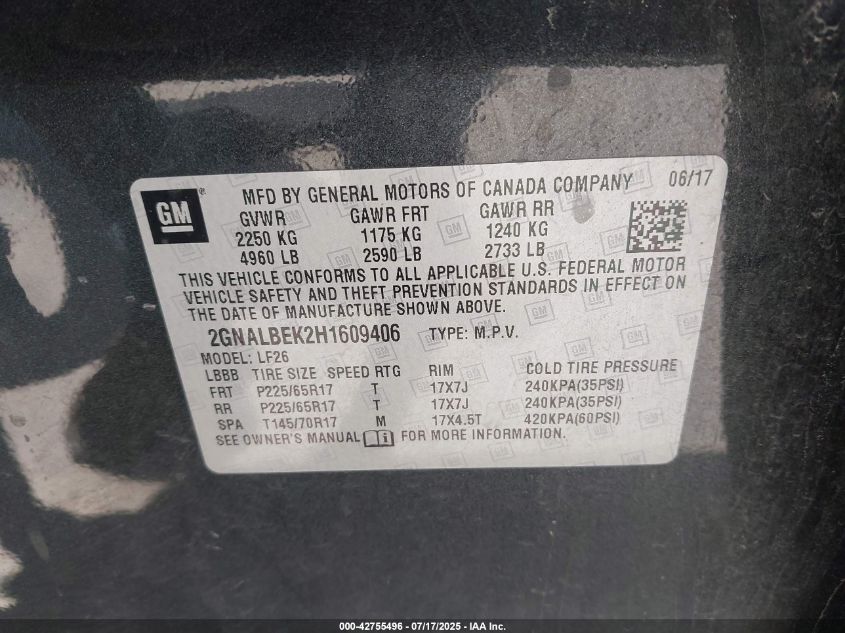 GM ® MFD BY GENERAL MOTORS OF CANADA COMPANY 06/17
GVWR GAWR FRT GAWR RR
2250 KG 1175 KG 1240 KG
4960 LB 2590 LB 2733 LB
THIS VEHICLE CONFORMS TO ALL APPLICABLE U.S. FEDERAL MOTOR
VEHICLE SAFETY AND THEFT PREVENTION STANDARDS IN EFFECT ON
THE DATE OF MANUFACTURE SHOWN ABOVE.
2GNALBEK2H1609406 TYPE: M.P.V.
MODEL: LF26
LBBB TIRE SIZE SPEED RTG RIM COLD TIRE PRESSURE
FRT P225/65R17 T 17X7J 240KPA(35PSI)
RR P225/65R17 T 17X7J 240KPA(35PSI)
SPA T145/70R17 M 17X4.5T 420KPA(60PSI)
SEE OWNER'S MANUAL FOR MORE INFORMATION.
000-42755496 - 07/17/2025 - IAA Inc.